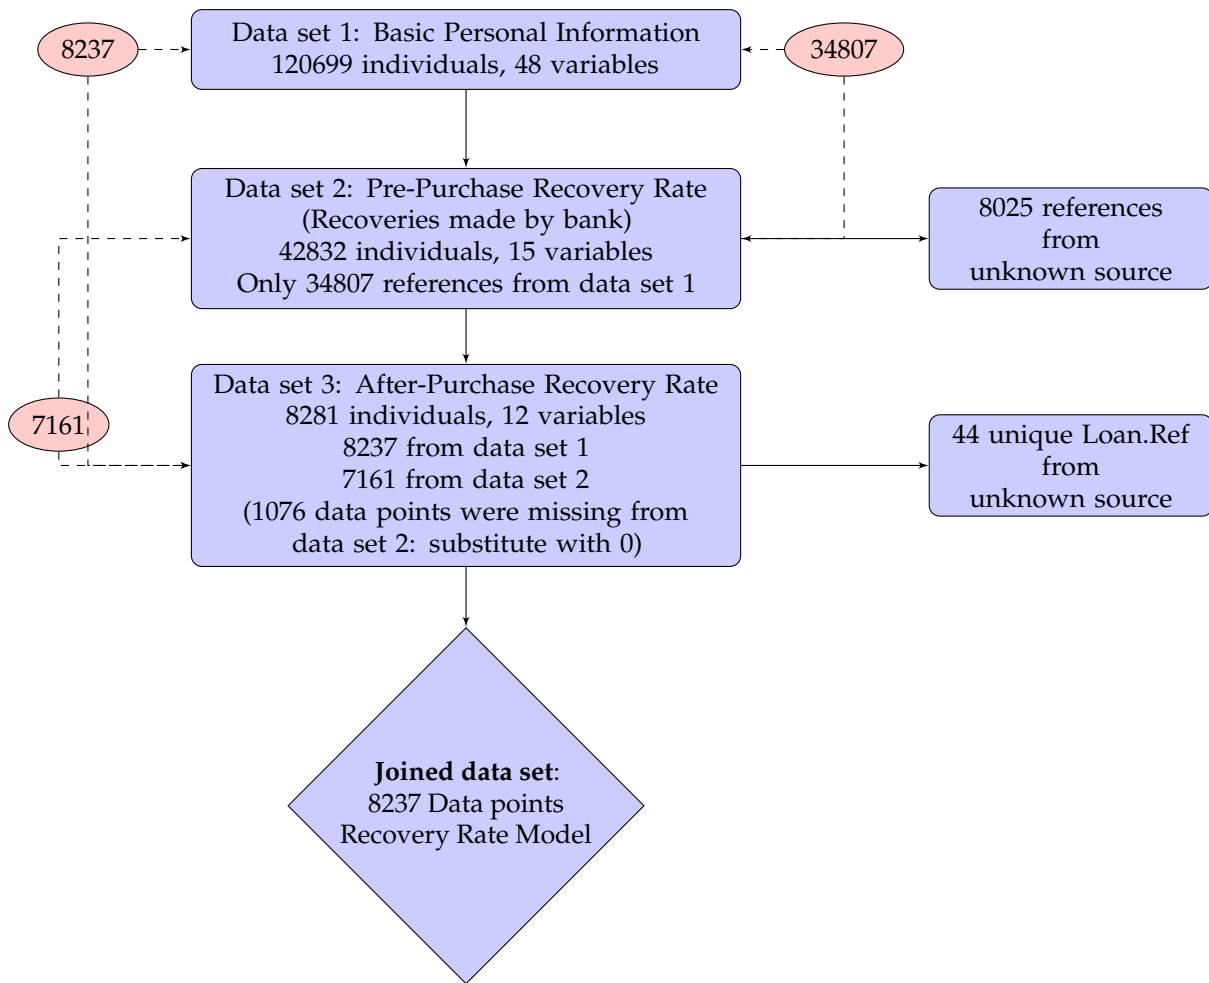 8237
Data set 1: Basic Personal Information
120699 individuals, 48 variables
34807
Data set 2: Pre-Purchase Recovery Rate
(Recoveries made by bank)
42832 individuals, 15 variables
Only 34807 references from data set 1
8025 references
from
unknown source
7161
Data set 3: After-Purchase Recovery Rate
8281 individuals, 12 variables
8237 from data set 1
7161 from data set 2
(1076 data points were missing from
data set 2: substitute with 0)
44 unique Loan.Ref
from
unknown source
Joined data set:
8237 Data points
Recovery Rate Model